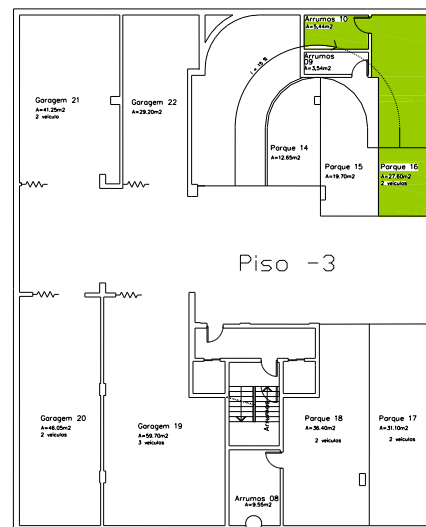 Arrumos 10
A=5,44m2
Arrumos
09
A=3,54m2
i = 15 %
Garagem 21
A=41.25m2
2 veiculo
Garagem 22
A=29.20m2
Parque 14
A=12.65m2
Parque 15
A=19.70m2
Parque 16
A=27.60m2
2 veiculos
Piso -3
Garagem 20
A=46.05m2
2 veiculos
Garagem 19
A=59.70m2
3 veiculos
Arrumos
Parque 18
A=36.40m2
2 veiculos
Parque 17
A=31.10m2
2 veiculos
Arrumos 08
A=9.55m2